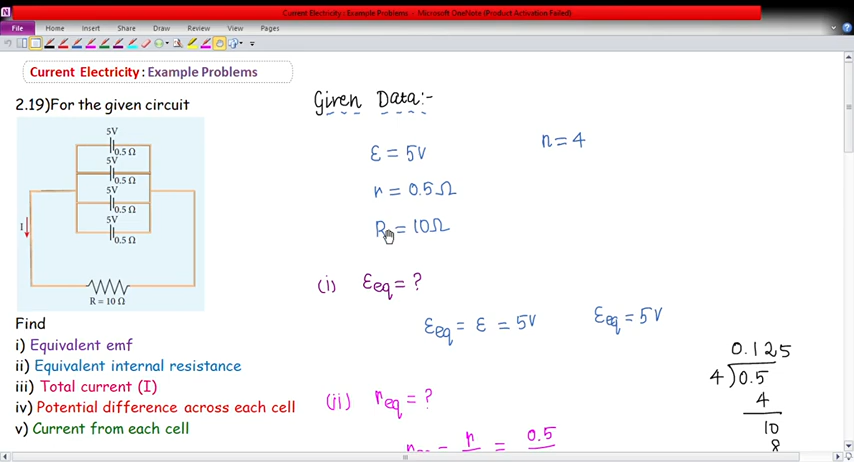 Current Electricity : Example Problems - Microsoft OneNote (Product Activation Failed)
File Home Insert Share Draw Review View
Current Electricity : Example Problems
2.19)For the given circuit
5V
0.5 Ω
5V
0.5 Ω
5V
0.5 Ω
5V
0.5 Ω
I
R = 10 Ω
Find
i) Equivalent emf
ii) Equivalent internal resistance
iii) Total current (I)
iv) Potential difference across each cell
v) Current from each cell
Given Data:-
ε = 5V n = 4
r = 0.5Ω
R = 10Ω
(i) εeq = ?
εeq = ε = 5V εeq = 5V
(ii) req = ?
r = 0.5
0.125
4)0.5
4
10
8